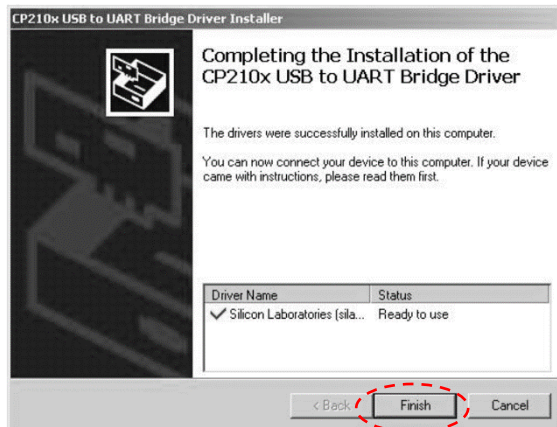 CP210x USB to UART Bridge Driver Installer
Completing the Installation of the
CP210x USB to UART Bridge Driver
The drivers were successfully installed on this computer.
You can now connect your device to this computer. If your device
came with instructions, please read them first.
Driver Name Status
Silicon Laboratories (sila... Ready to use
< Back Finish Cancel